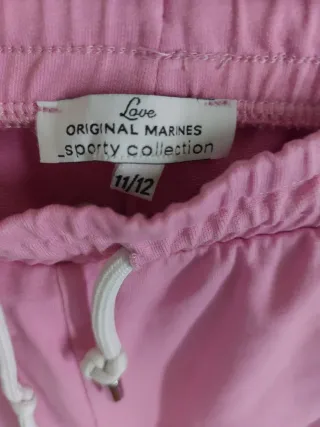 Love
ORIGINAL MARINES
_sporty collection
11/12